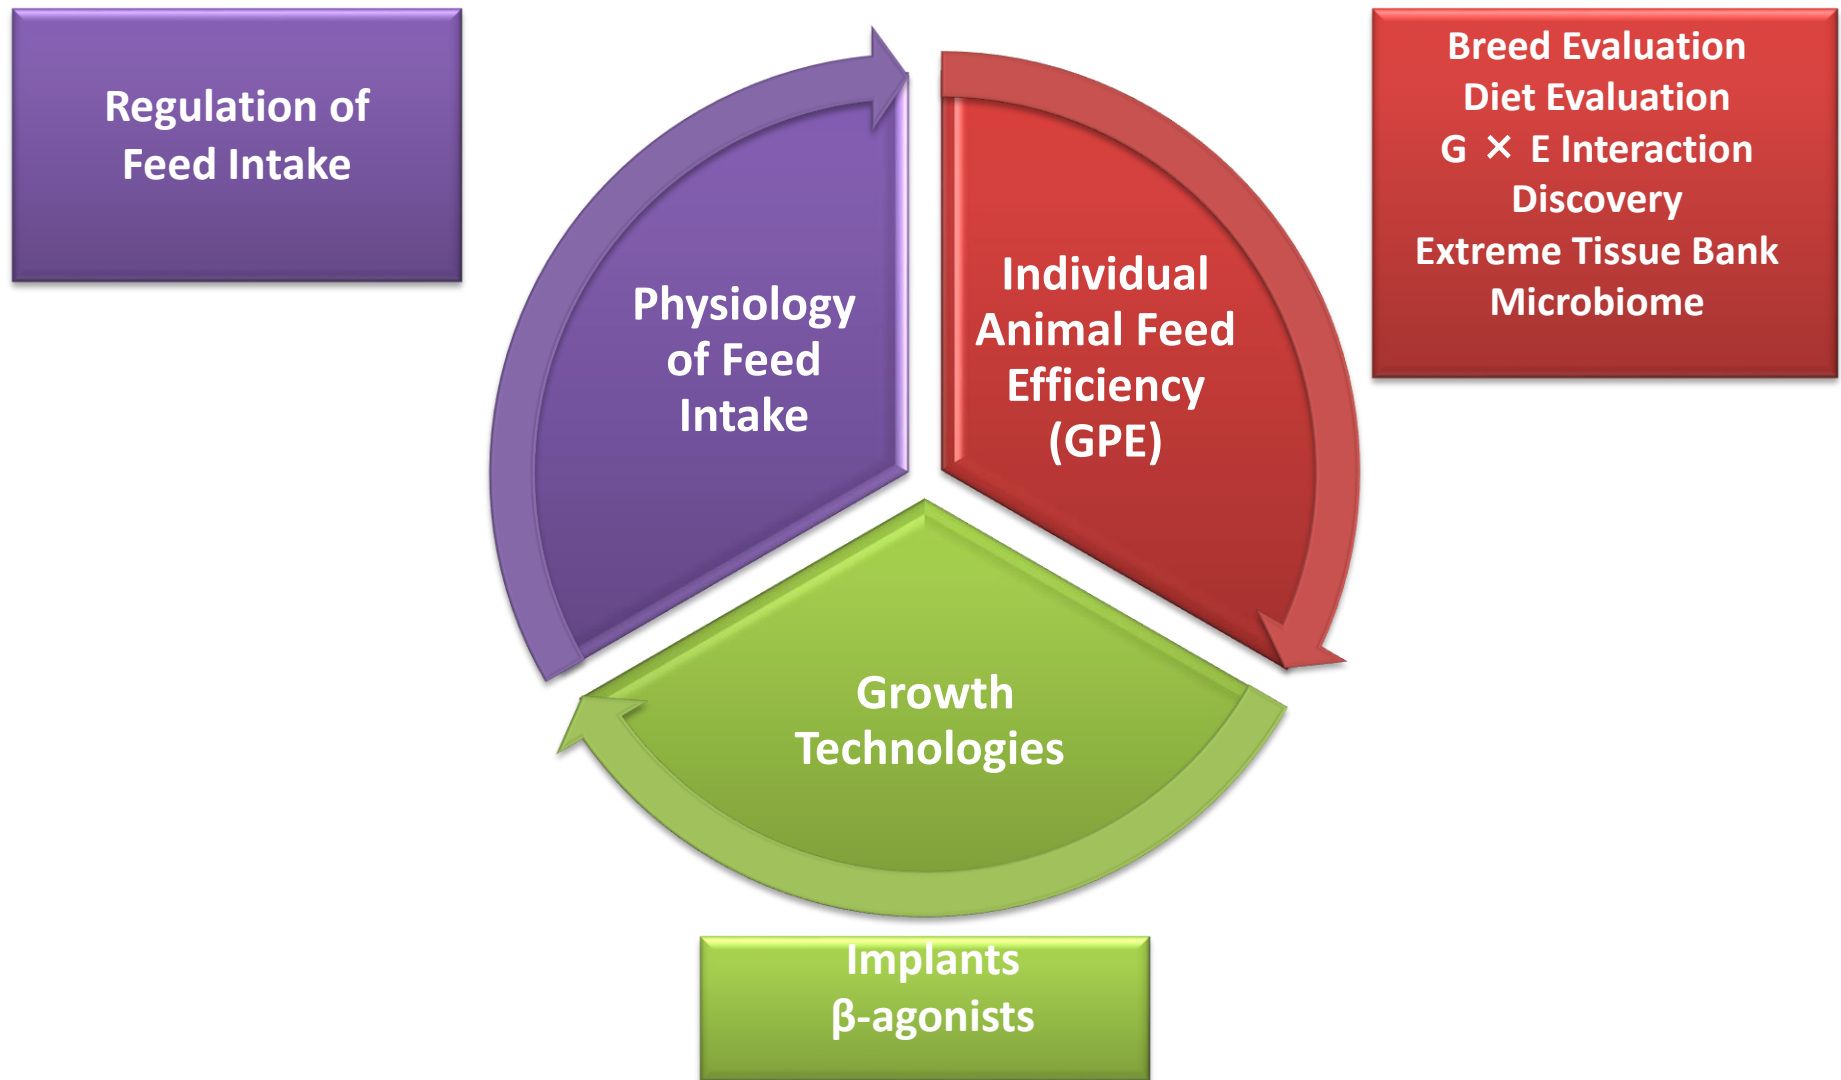 Regulation of
Feed Intake
Breed Evaluation
Diet Evaluation
G × E Interaction
Discovery
Extreme Tissue Bank
Microbiome
Physiology
of Feed
Intake
Individual
Animal Feed
Efficiency
(GPE)
Growth
Technologies
Implants
β-agonists